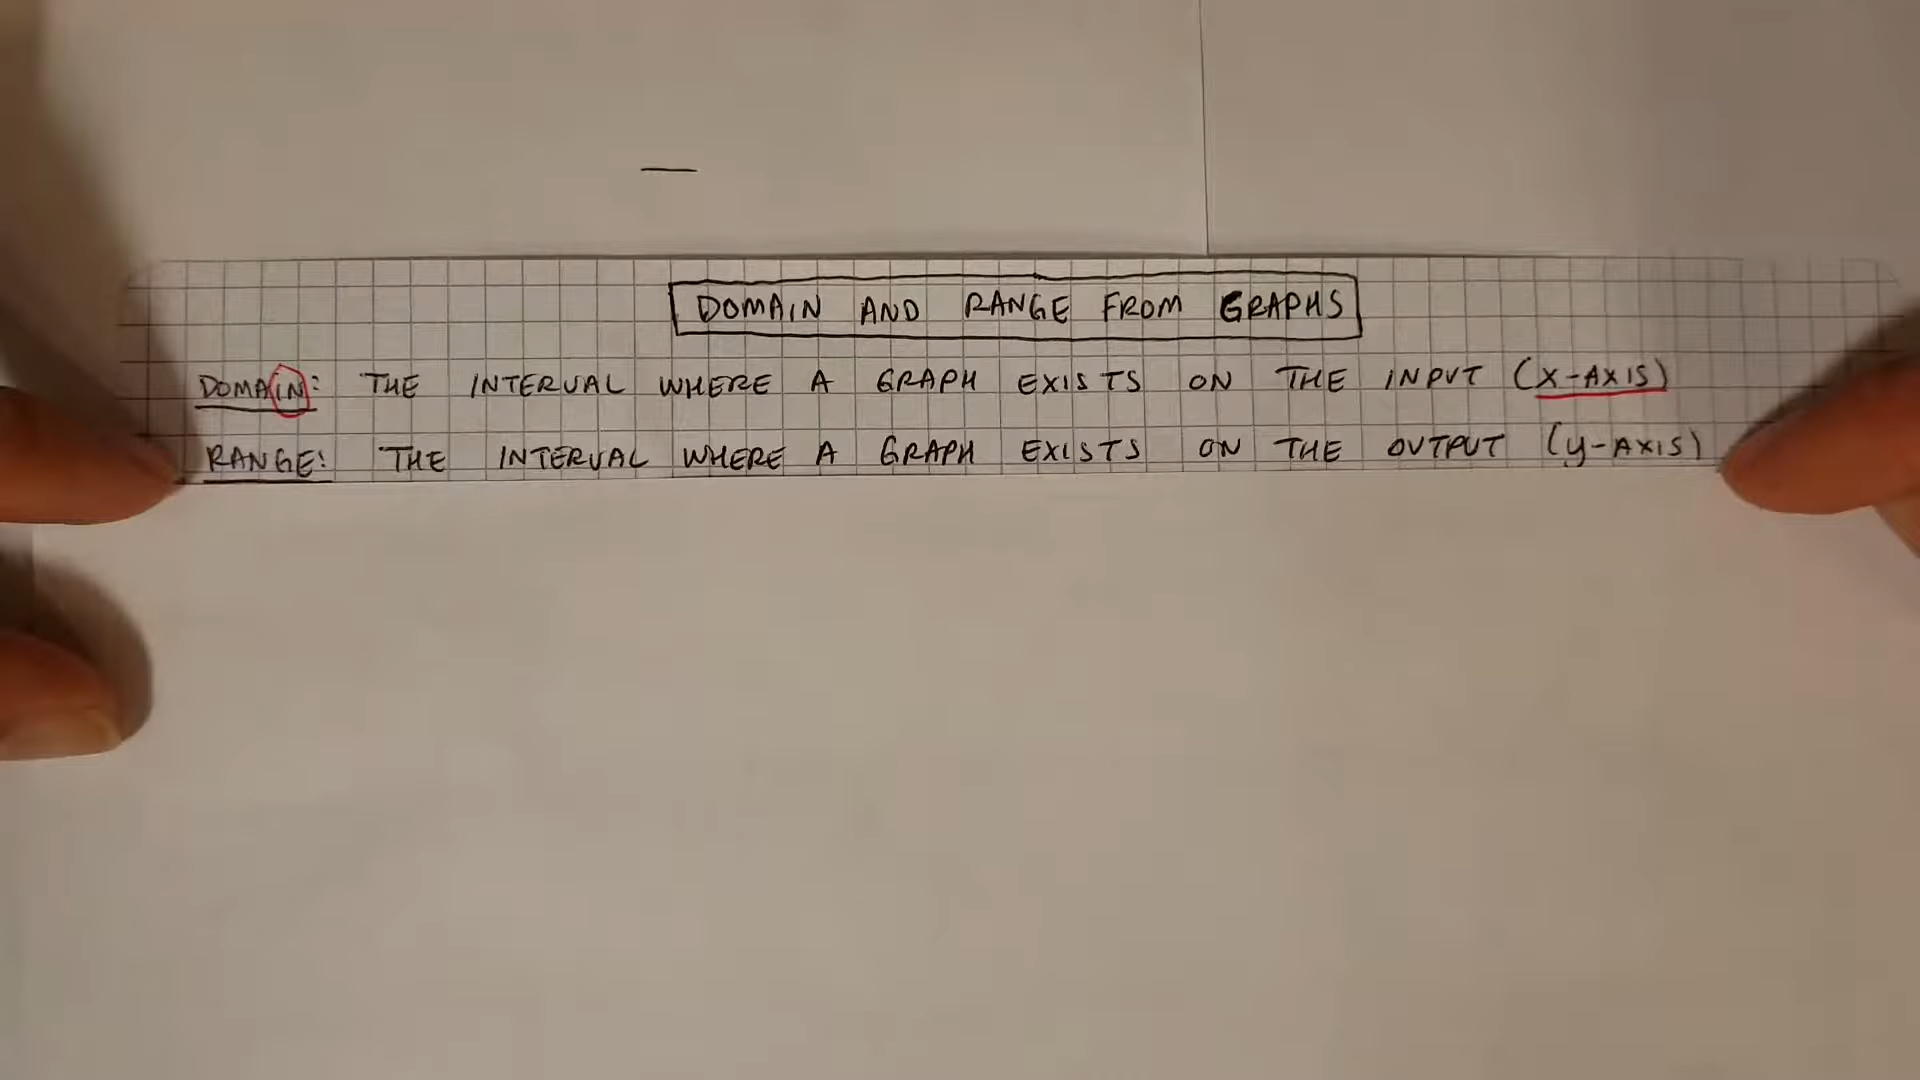 DOMAIN AND RANGE FROM GRAPHS
DOMAIN: THE INTERVAL WHERE A GRAPH EXISTS ON THE INPUT (X-AXIS)
RANGE: THE INTERVAL WHERE A GRAPH EXISTS ON THE OUTPUT (y-AXIS)